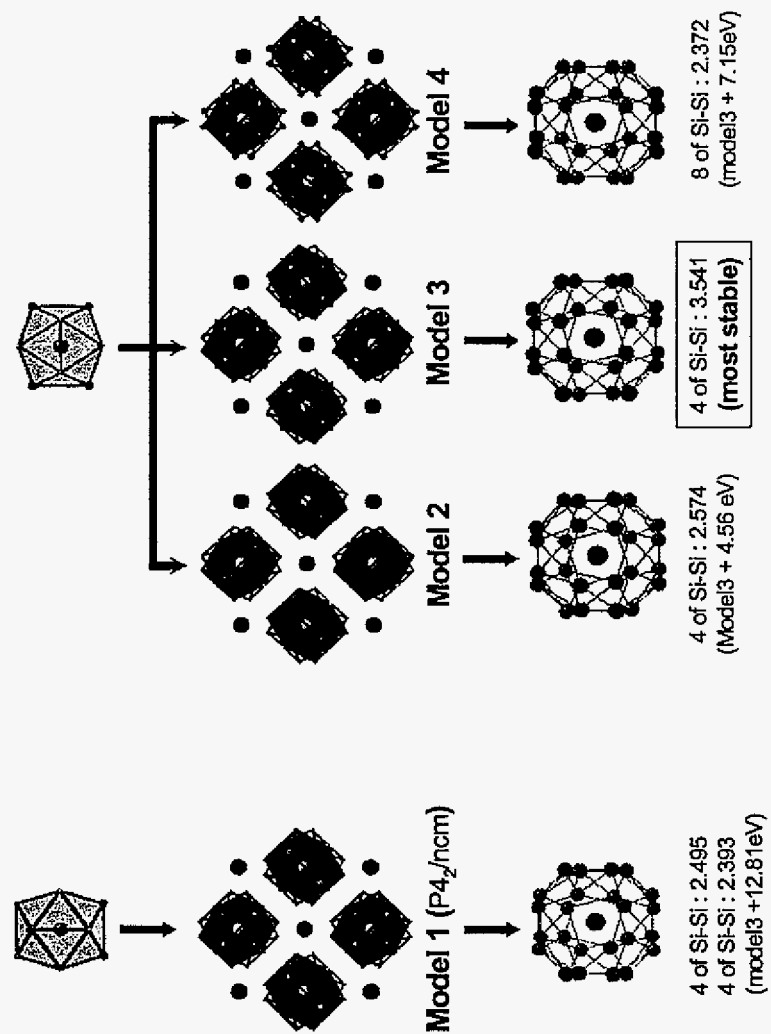 Model 1 (P4₂/ncm)
Model 2
Model 3
Model 4
4 of Si-Si : 2.495
4 of Si-Si : 2.393
(model3 +12.81eV)
4 of Si-Si : 2.574
(Model3 + 4.56 eV)
4 of Si-Si : 3.541
(most stable)
8 of Si-Si : 2.372
(model3 + 7.15eV)